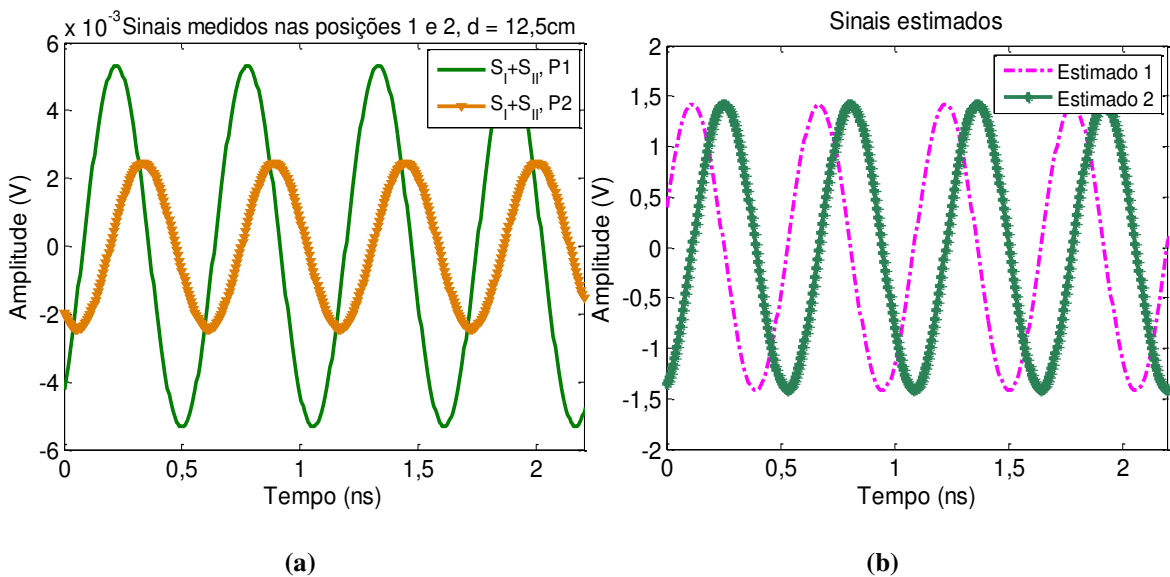 x 10⁻³ Sinais medidos nas posições 1 e 2, d = 12,5cm
S_I+S_II, P1
S_I+S_II, P2
6
4
2
0
-2
-4
-6
Amplitude (V)
0 0,5 1 1,5 2
Tempo (ns)
(a)
Sinais estimados
Estimado 1
Estimado 2
2
1,5
1
0,5
0
-0,5
-1
-1,5
-2
Amplitude (V)
0 0,5 1 1,5 2
Tempo (ns)
(b)